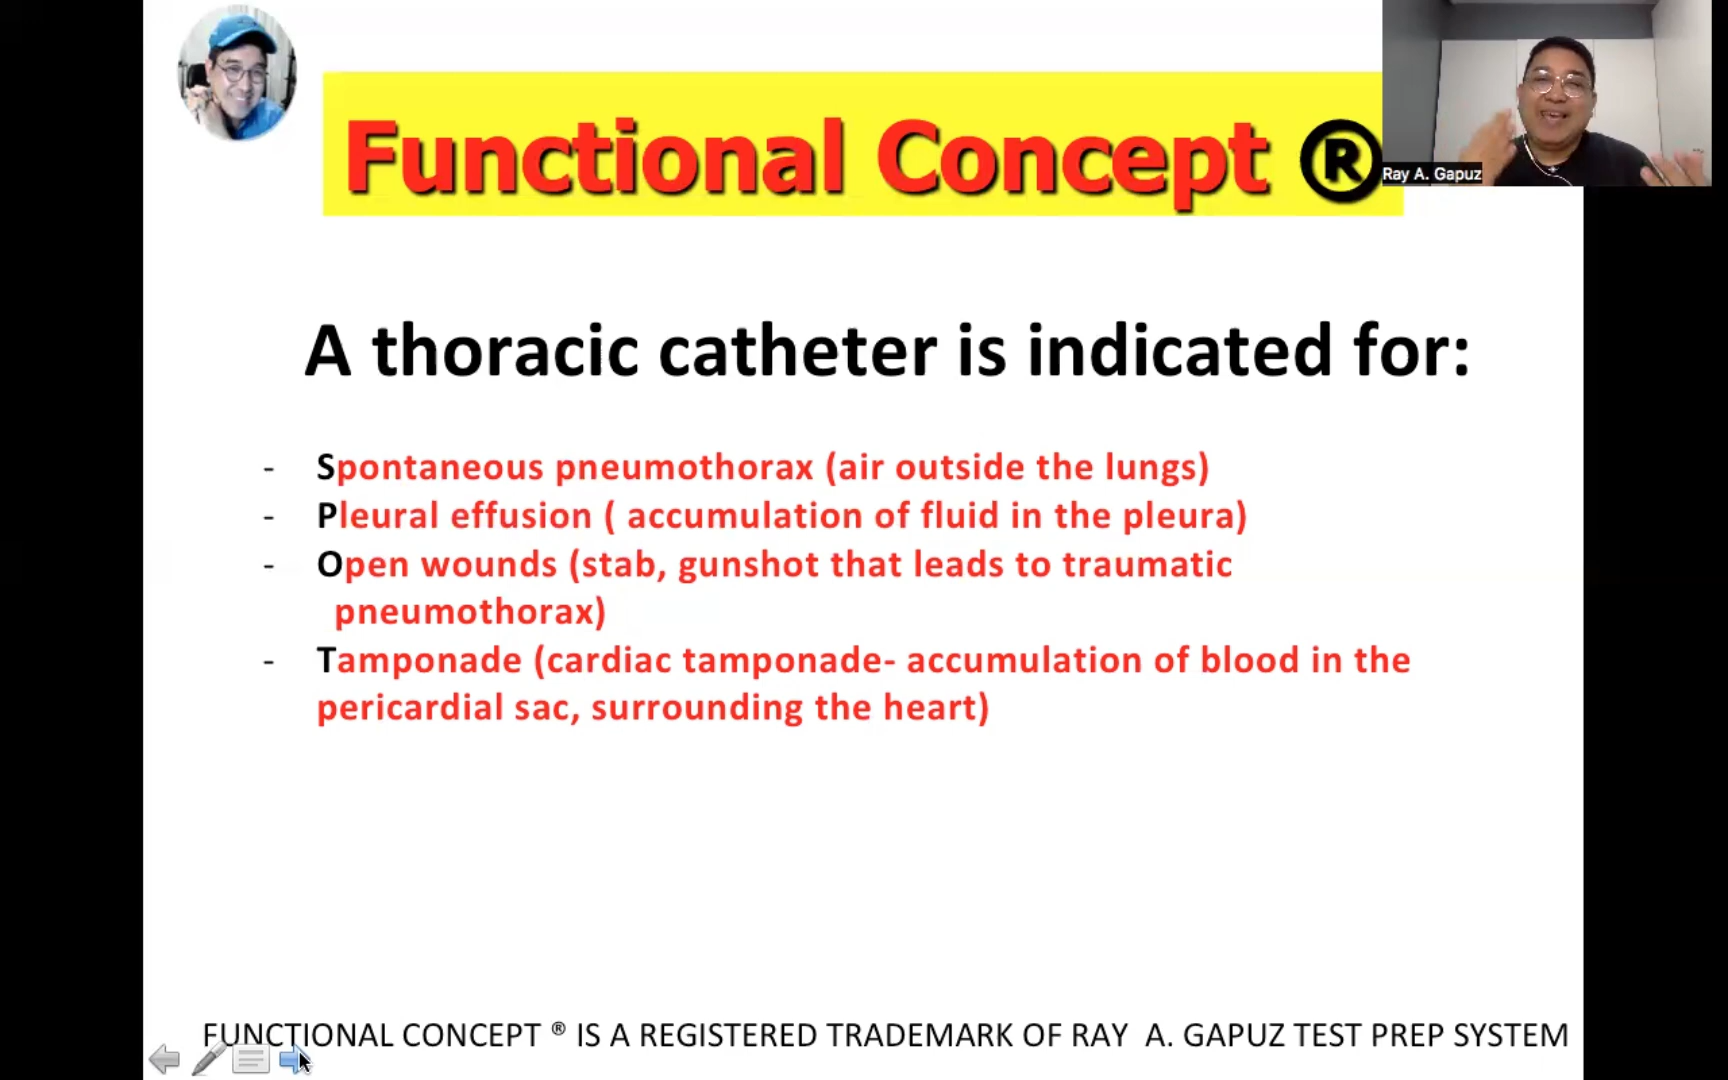 Functional Concept ®
Ray A. Gapuz
A thoracic catheter is indicated for:
- Spontaneous pneumothorax (air outside the lungs)
- Pleural effusion ( accumulation of fluid in the pleura)
- Open wounds (stab, gunshot that leads to traumatic
pneumothorax)
- Tamponade (cardiac tamponade- accumulation of blood in the
pericardial sac, surrounding the heart)
FUNCTIONAL CONCEPT ® IS A REGISTERED TRADEMARK OF RAY A. GAPUZ TEST PREP SYSTEM